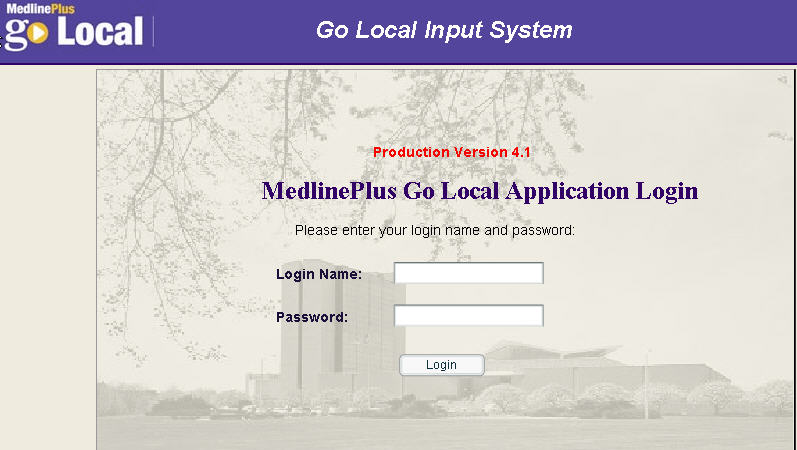 MedlinePlus
go Local
Go Local Input System
Production Version 4.1
MedlinePlus Go Local Application Login
Please enter your login name and password:
Login Name:
Password:
Login